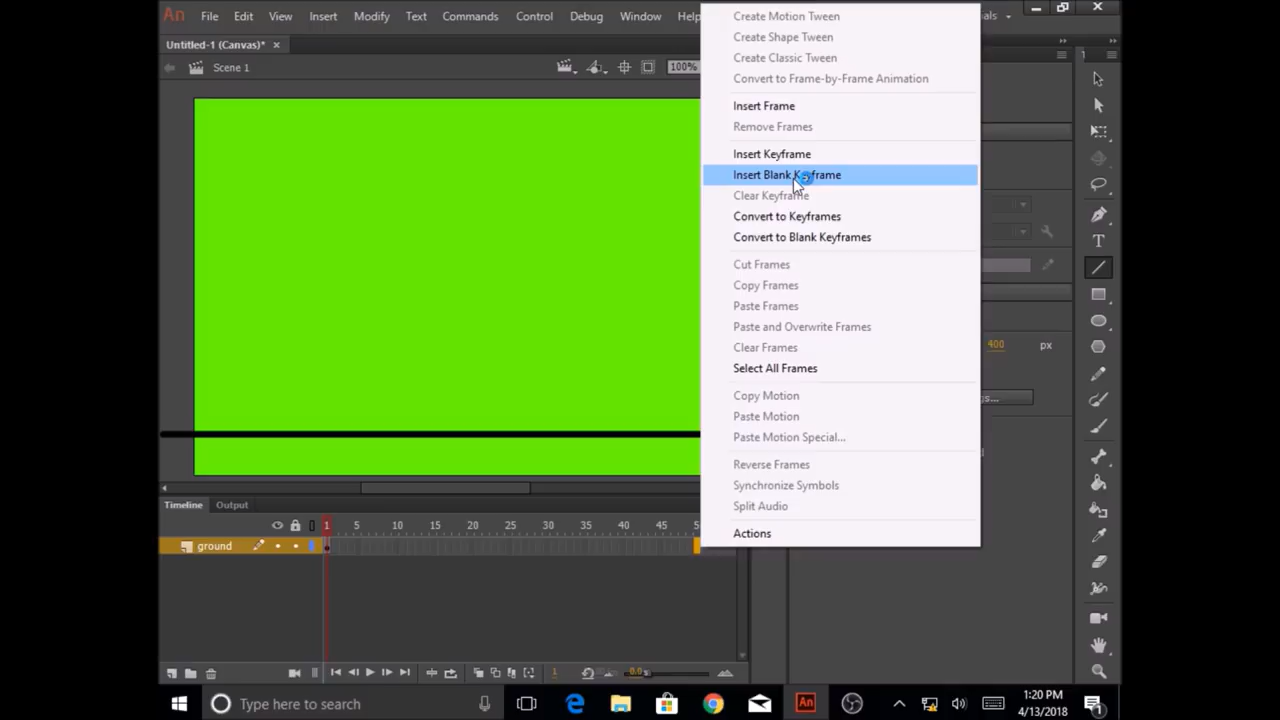 An File Edit View Insert Modify Text Commands Control Debug Window Help
Untitled-1 (Canvas)* ×
Scene 1 100%
Create Motion Tween
Create Shape Tween
Create Classic Tween
Convert to Frame-by-Frame Animation
Insert Frame
Remove Frames
Insert Keyframe
Insert Blank Keyframe
Clear Keyframe
Convert to Keyframes
Convert to Blank Keyframes
Cut Frames
Copy Frames
Paste Frames
Paste and Overwrite Frames
400 px
Clear Frames
Select All Frames
Copy Motion
Paste Motion
Paste Motion Special...
Reverse Frames
Synchronize Symbols
Split Audio
Actions
Timeline Output
1 5 10 15 20 25 30 35 40 45
ground
1 0.0s
Type here to search
1:20 PM
4/13/2018